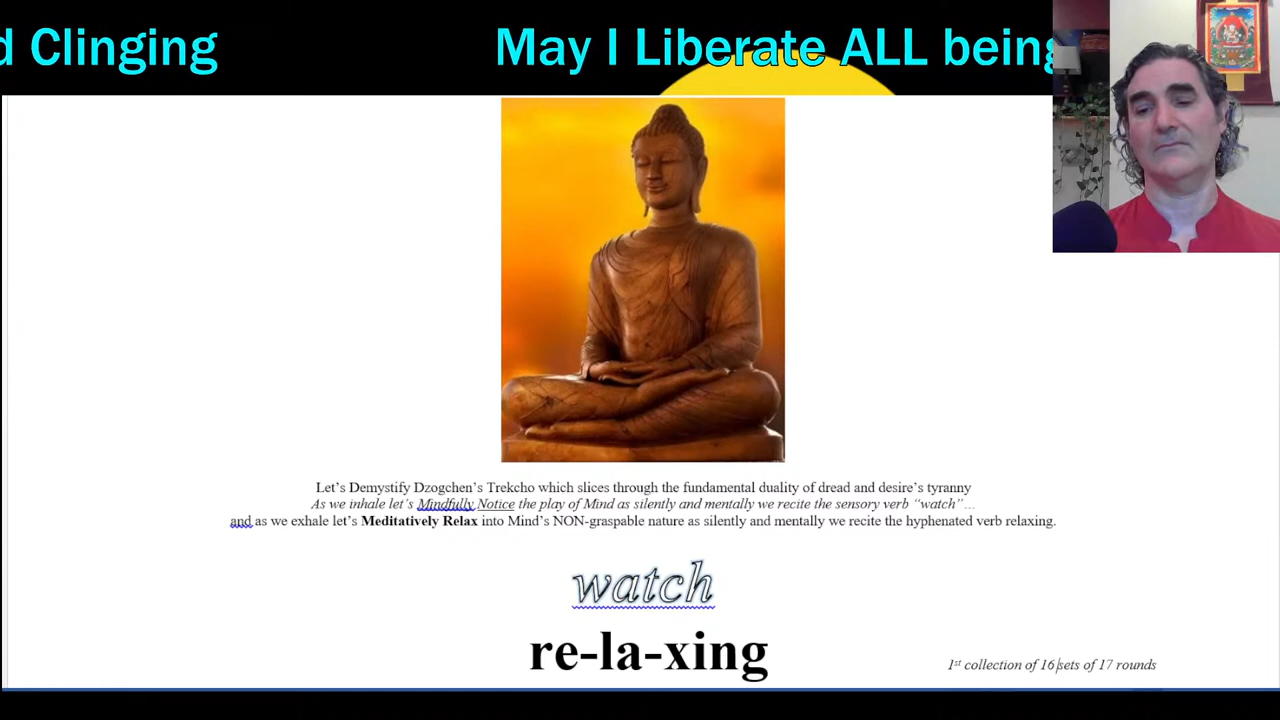 d Clinging
May I Liberate ALL being
Let's Demystify Dzogchen's Trekcho which slices through the fundamental duality of dread and desire's tyranny
As we inhale let's Mindfully Notice the play of Mind as silently and mentally we recite the sensory verb “watch”...
and as we exhale let's Meditatively Relax into Mind's NON-graspable nature as silently and mentally we recite the hyphenated verb relaxing.
watch
re-la-xing
1st collection of 16 sets of 17 rounds